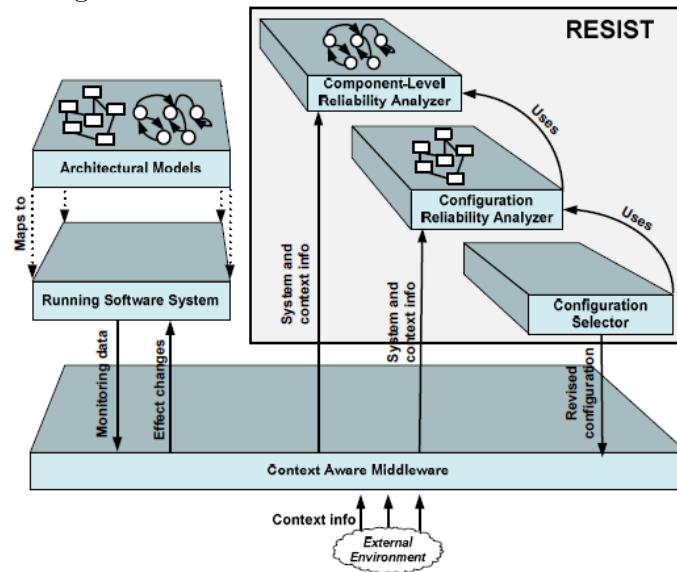 RESIST
Component-Level
Reliability Analyzer
Uses
Architectural Models
Configuration
Reliability Analyzer
Uses
Maps to
Running Software System
System and
context info
System and
context info
Configuration
Selector
Monitoring data
Effect changes
Revised
configuration
Context Aware Middleware
Context info
External
Environment